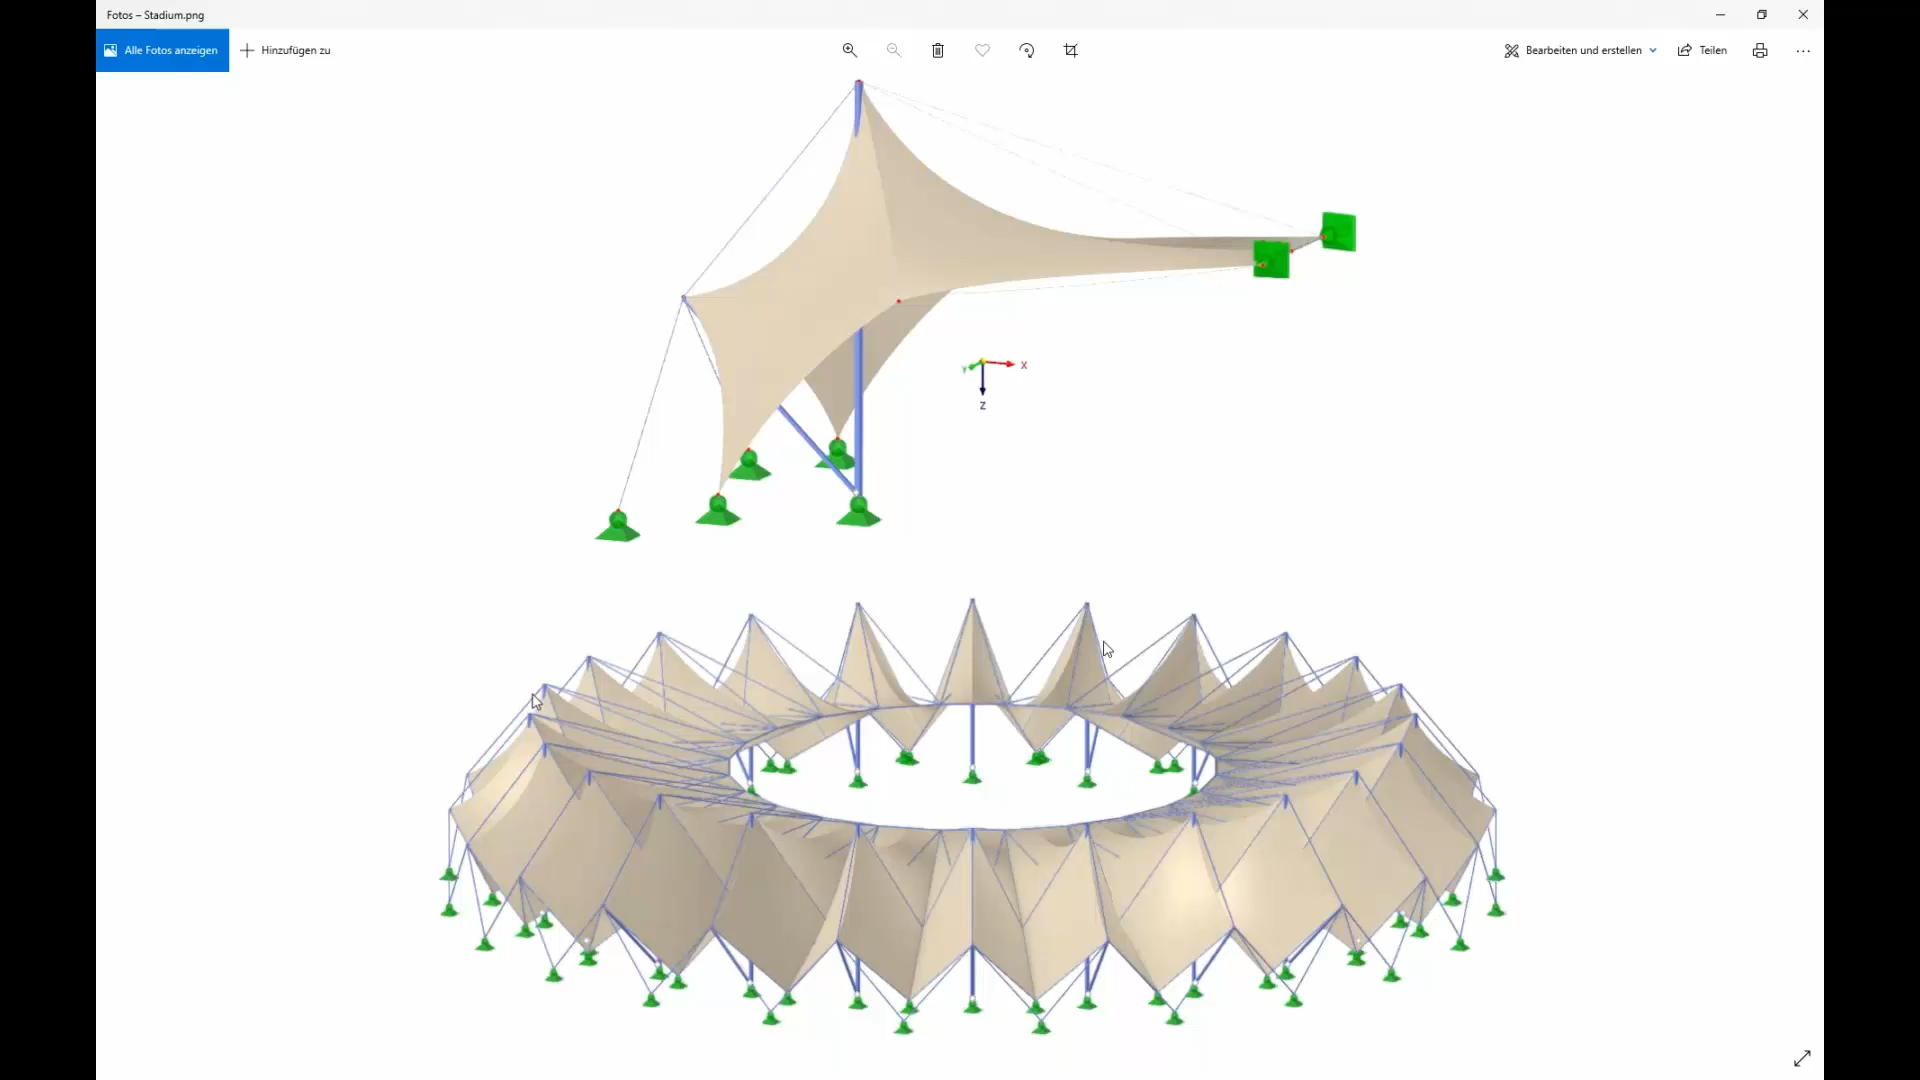 Fotos – Stadium.png
Alle Fotos anzeigen
Hinzufügen zu
Bearbeiten und erstellen
Teilen
X
Y
Z